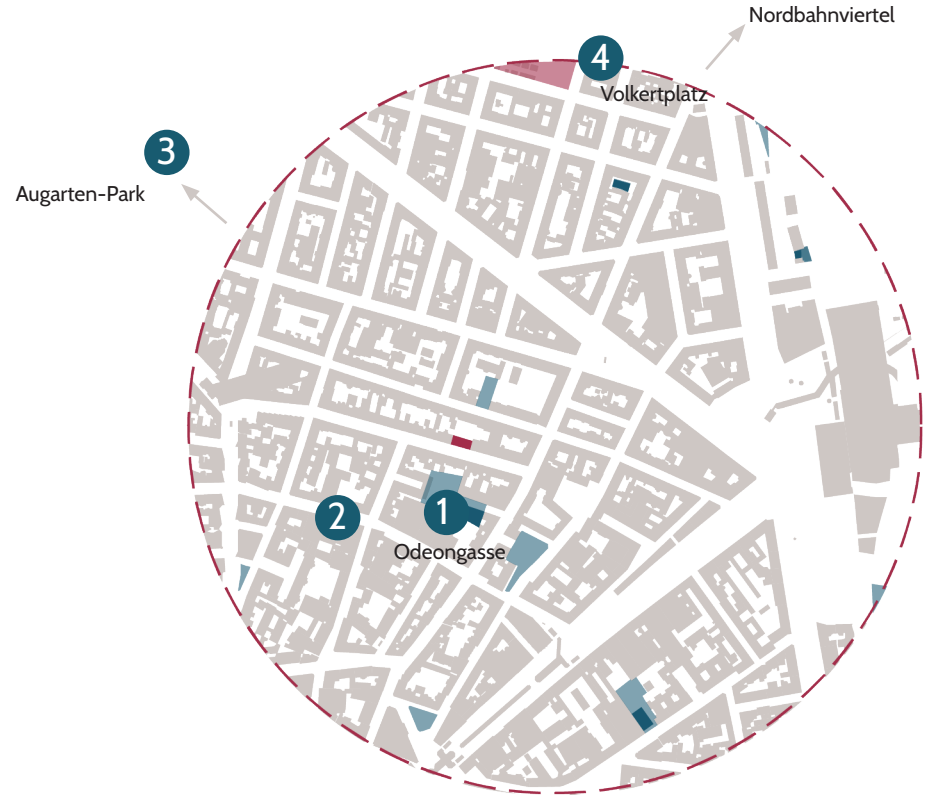 Nordbahnviertel
4
Volkertplatz
3
Augarten-Park
2
1
Odeongasse